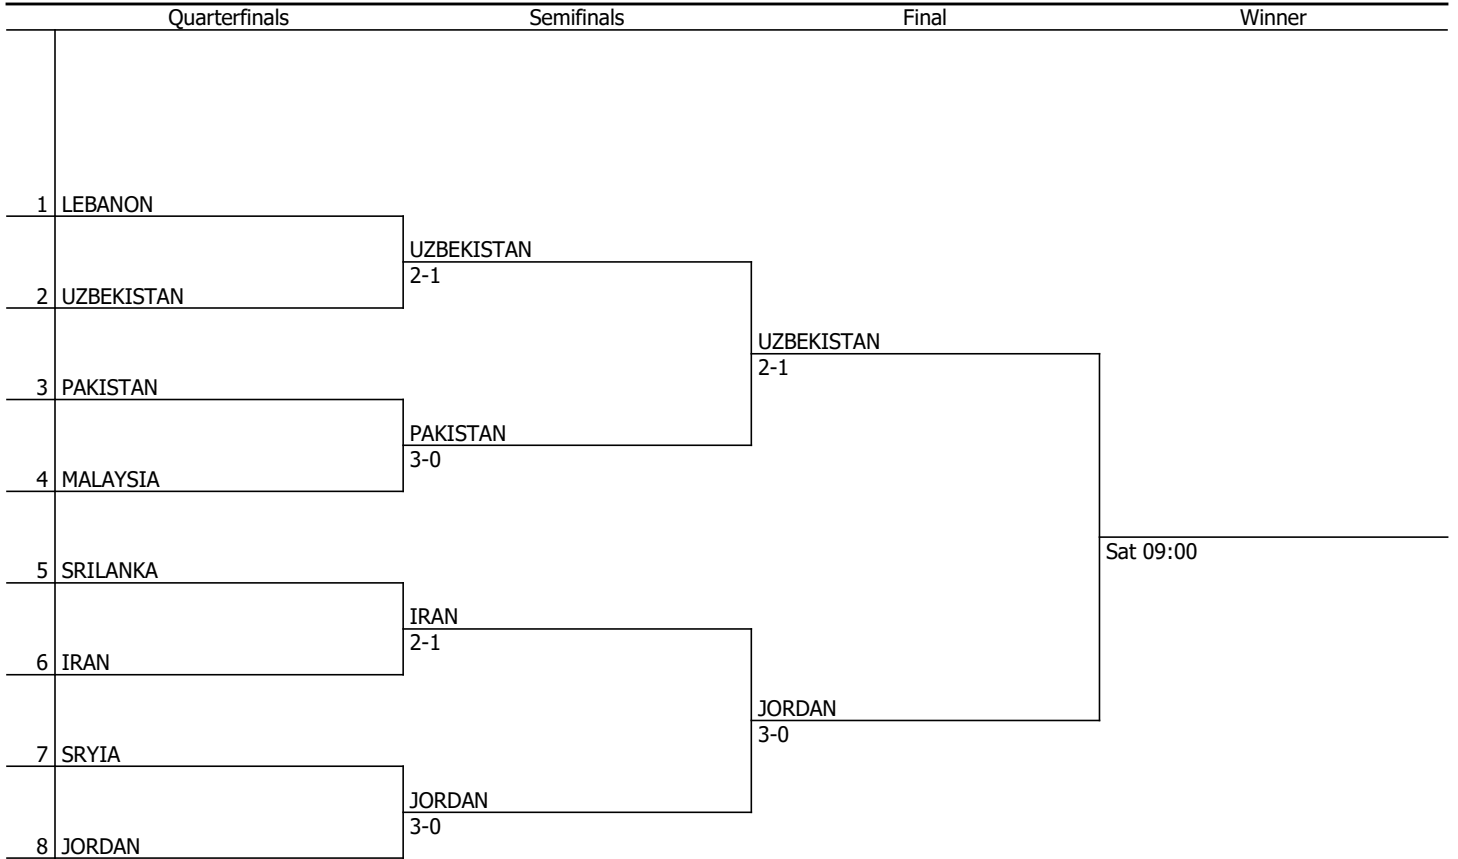 Quarterfinals Semifinals Final Winner
1 LEBANON
UZBEKISTAN
2-1
2 UZBEKISTAN
UZBEKISTAN
2-1
3 PAKISTAN
PAKISTAN
3-0
4 MALAYSIA
Sat 09:00
5 SRILANKA
IRAN
2-1
6 IRAN
JORDAN
3-0
7 SRYIA
JORDAN
3-0
8 JORDAN